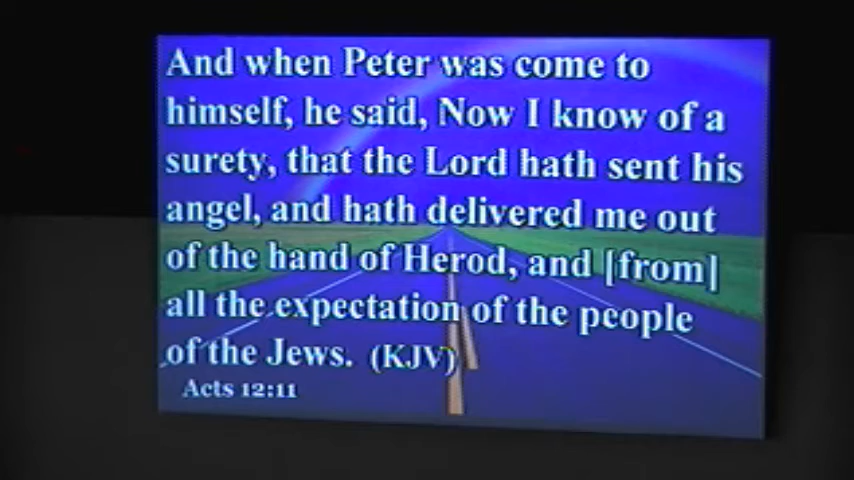 And when Peter was come to
himself, he said, Now I know of a
surety, that the Lord hath sent his
angel, and hath delivered me out
of the hand of Herod, and [from]
all the expectation of the people
of the Jews. (KJV)
Acts 12:11